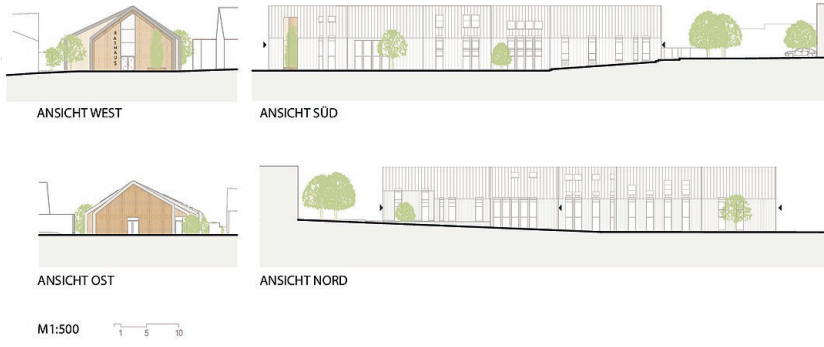 RATHAUS
ANSICHT WEST
ANSICHT SÜD
ANSICHT OST
ANSICHT NORD
M1:500
1 5 10